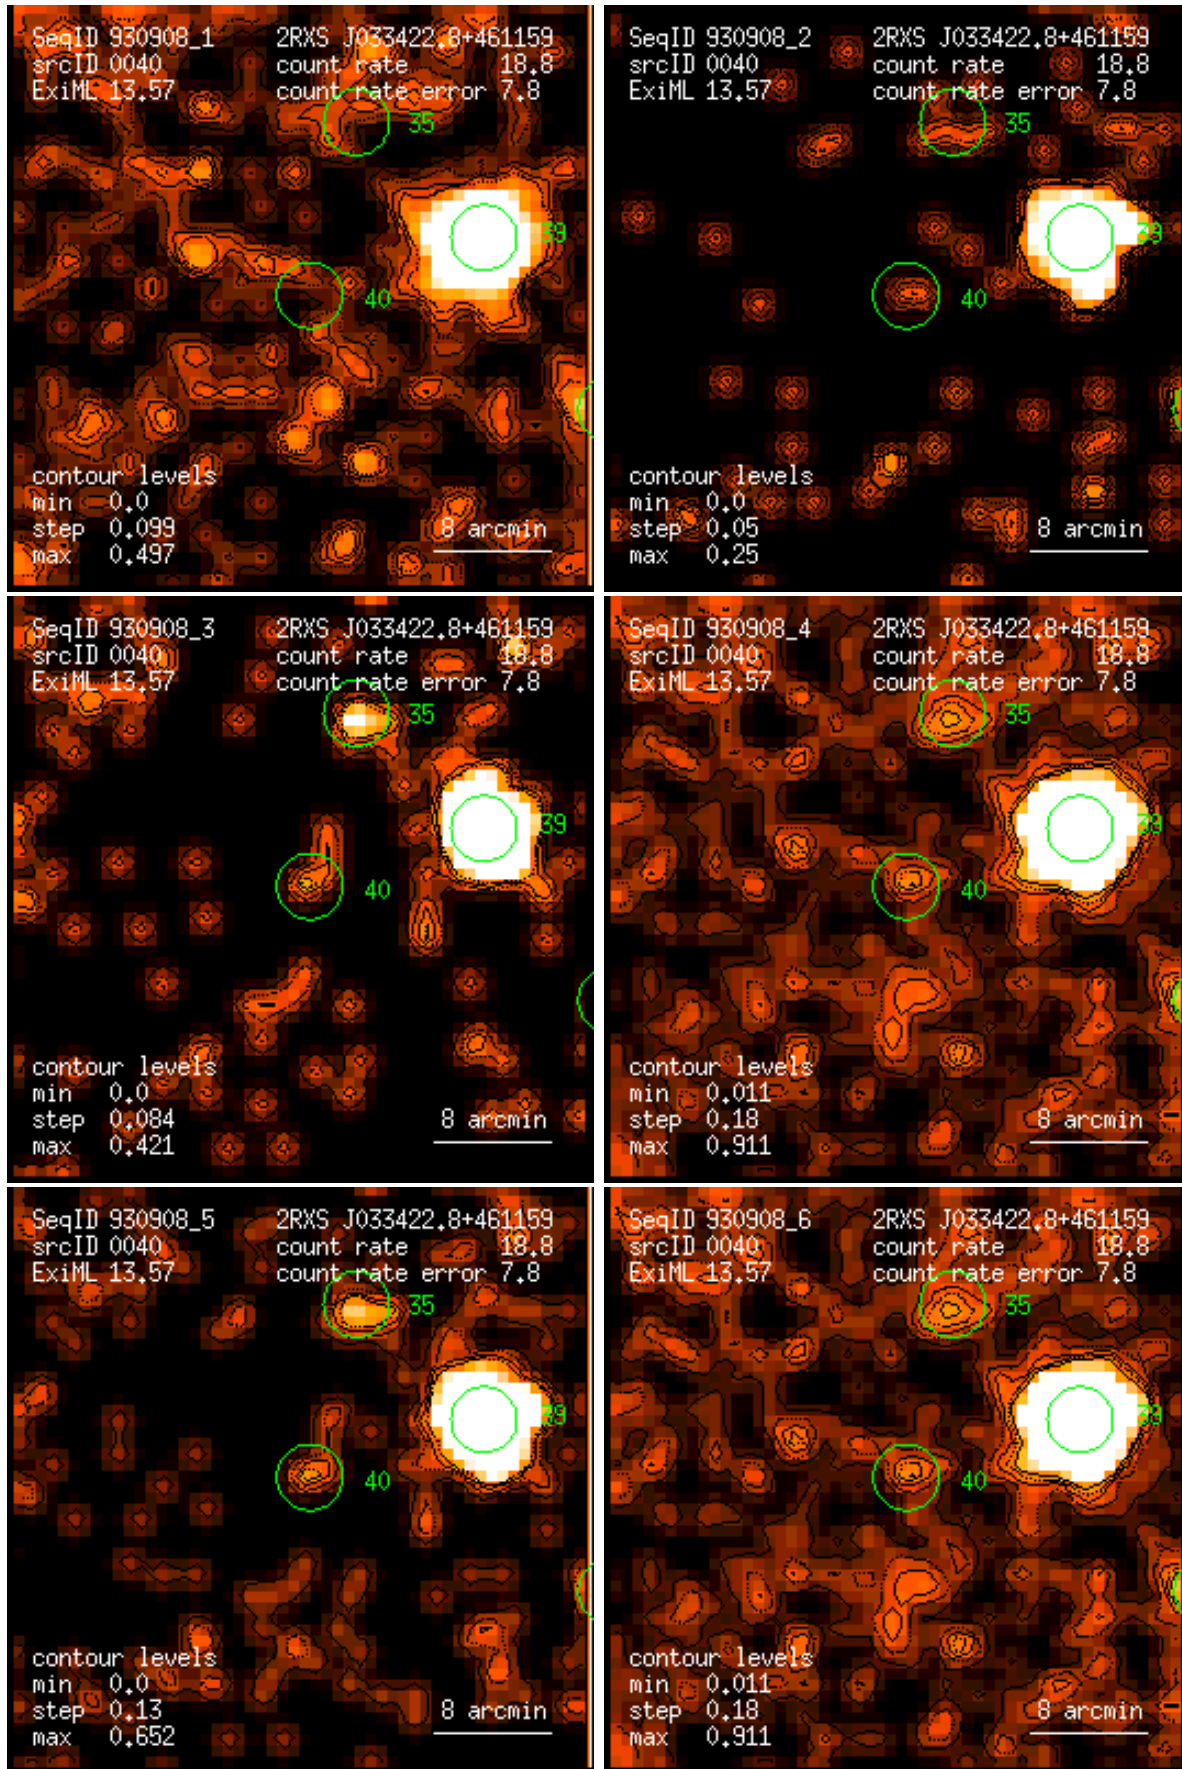 SeqID 930908_1 2RXS J033422.8+461159
srcID 0040 count rate 18.8
ExiML 13.57 count rate error 7.8
35
39
40
contour levels
min 0.0
step 0.099
max 0.497
8 arcmin
SeqID 930908_2 2RXS J033422.8+461159
srcID 0040 count rate 18.8
ExiML 13.57 count rate error 7.8
35
39
40
contour levels
min 0.0
step 0.05
max 0.25
8 arcmin
SeqID 930908_3 2RXS J033422.8+461159
srcID 0040 count rate 18.8
ExiML 13.57 count rate error 7.8
35
39
40
contour levels
min 0.0
step 0.084
max 0.421
8 arcmin
SeqID 930908_4 2RXS J033422.8+461159
srcID 0040 count rate 18.8
ExiML 13.57 count rate error 7.8
35
39
40
contour levels
min 0.011
step 0.18
max 0.911
8 arcmin
SeqID 930908_5 2RXS J033422.8+461159
srcID 0040 count rate 18.8
ExiML 13.57 count rate error 7.8
35
39
40
contour levels
min 0.0
step 0.13
max 0.652
8 arcmin
SeqID 930908_6 2RXS J033422.8+461159
srcID 0040 count rate 18.8
ExiML 13.57 count rate error 7.8
35
39
40
contour levels
min 0.011
step 0.18
max 0.911
8 arcmin